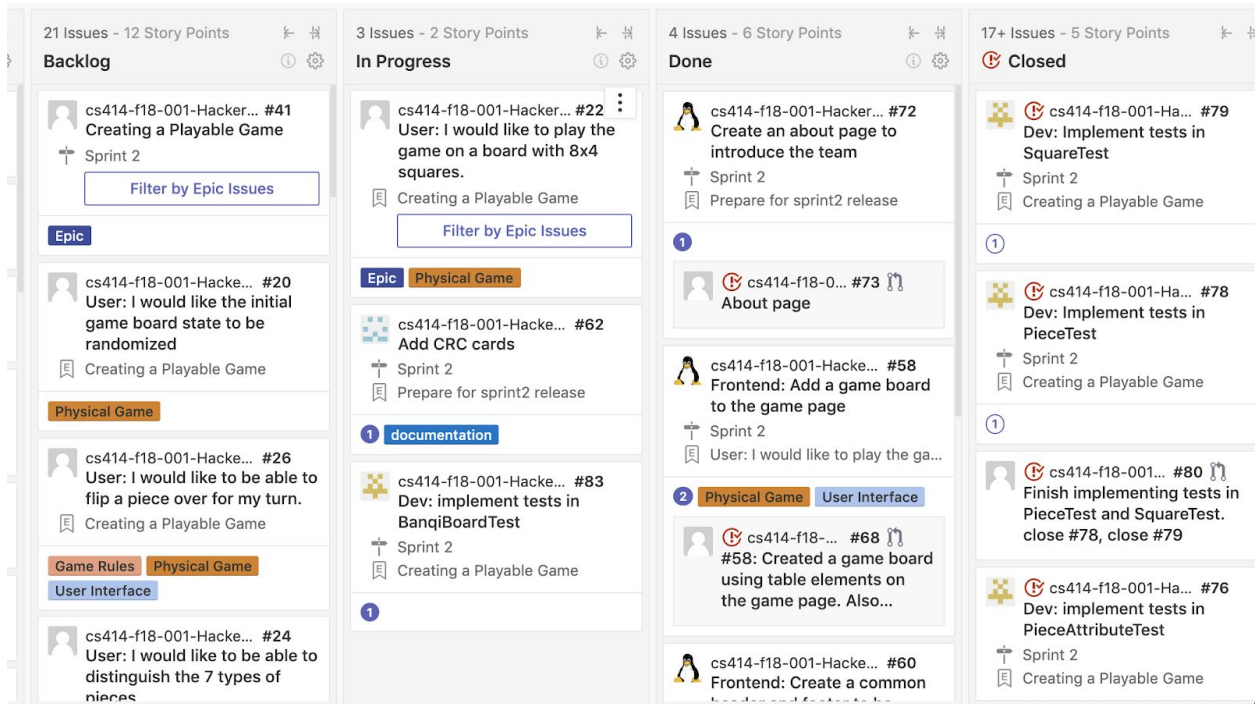 21 Issues - 12 Story Points
Backlog
cs414-f18-001-Hacker... #41
Creating a Playable Game
Sprint 2
Filter by Epic Issues
Epic
cs414-f18-001-Hacke... #20
User: I would like the initial
game board state to be
randomized
Creating a Playable Game
Physical Game
cs414-f18-001-Hacke... #26
User: I would like to be able to
flip a piece over for my turn.
Creating a Playable Game
Game Rules Physical Game
User Interface
cs414-f18-001-Hacke... #24
User: I would like to be able to
distinguish the 7 types of
pieces
3 Issues - 2 Story Points
In Progress
cs414-f18-001-Hacker... #22
User: I would like to play the
game on a board with 8x4
squares.
Creating a Playable Game
Filter by Epic Issues
Epic Physical Game
cs414-f18-001-Hacke... #62
Add CRC cards
Sprint 2
Prepare for sprint2 release
1 documentation
cs414-f18-001-Hacke... #83
Dev: implement tests in
BanqiBoardTest
Sprint 2
Creating a Playable Game
1
4 Issues - 6 Story Points
Done
cs414-f18-001-Hacke... #72
Create an about page to
introduce the team
Sprint 2
Prepare for sprint2 release
1
cs414-f18-0... #73
About page
cs414-f18-001-Hacke... #58
Frontend: Add a game board
to the game page
Sprint 2
User: I would like to play the ga...
2 Physical Game User Interface
cs414-f18-... #68
#58: Created a game board
using table elements on
the game page. Also...
cs414-f18-001-Hacke... #60
Frontend: Create a common
header and footer to be
17+ Issues - 5 Story Points
Closed
cs414-f18-001-Ha... #79
Dev: Implement tests in
SquareTest
Sprint 2
Creating a Playable Game
1
cs414-f18-001-Ha... #78
Dev: Implement tests in
PieceTest
Sprint 2
Creating a Playable Game
1
cs414-f18-001... #80
Finish implementing tests in
PieceTest and SquareTest.
close #78, close #79
cs414-f18-001-Ha... #76
Dev: implement tests in
PieceAttributeTest
Sprint 2
Creating a Playable Game